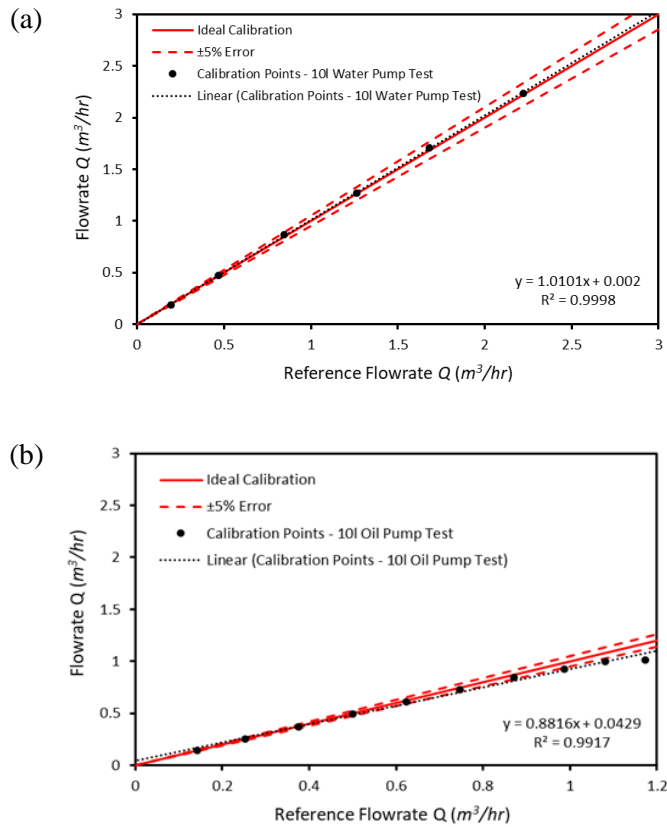 (a)
3
2.5
2
1.5
1
0.5
0
Flowrate Q (m³/hr)
Ideal Calibration
±5% Error
Calibration Points - 10l Water Pump Test
Linear (Calibration Points - 10l Water Pump Test)
y = 1.0101x + 0.002
R² = 0.9998
0 0.5 1 1.5 2 2.5 3
Reference Flowrate Q (m³/hr)
(b)
3
2.5
2
1.5
1
0.5
0
Flowrate Q (m³/hr)
Ideal Calibration
±5% Error
Calibration Points - 10l Oil Pump Test
Linear (Calibration Points - 10l Oil Pump Test)
y = 0.8816x + 0.0429
R² = 0.9917
0 0.2 0.4 0.6 0.8 1 1.2
Reference Flowrate Q (m³/hr)